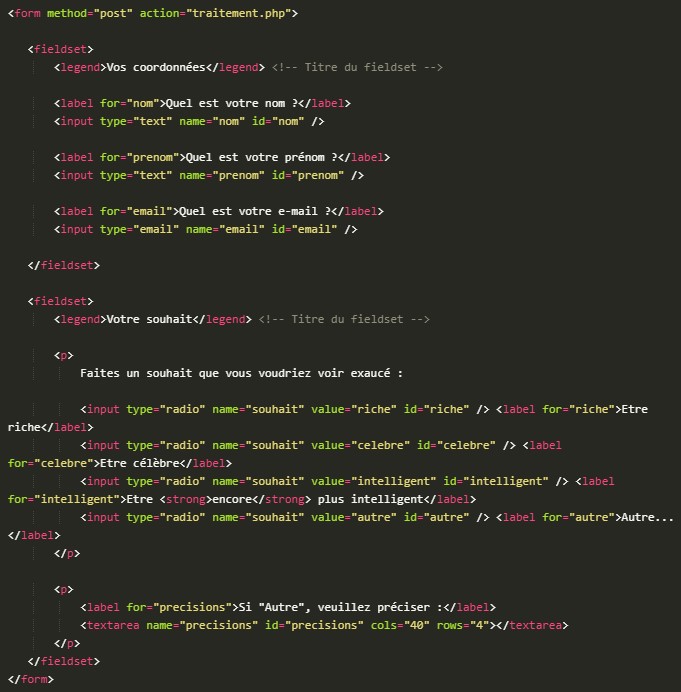 <form method="post" action="traitement.php">
<fieldset>
<legend>Vos coordonnées</legend> <!-- Titre du fieldset -->
<label for="nom">Quel est votre nom ?</label>
<input type="text" name="nom" id="nom" />
<label for="prenom">Quel est votre prénom ?</label>
<input type="text" name="prenom" id="prenom" />
<label for="email">Quel est votre e-mail ?</label>
<input type="email" name="email" id="email" />
</fieldset>
<fieldset>
<legend>Votre souhait</legend> <!-- Titre du fieldset -->
<p>
Faites un souhait que vous voudriez voir exaucé :
<input type="radio" name="souhait" value="riche" id="riche" /> <label for="riche">Etre
riche</label>
<input type="radio" name="souhait" value="celebre" id="celebre" /> <label
for="celebre">Etre célèbre</label>
<input type="radio" name="souhait" value="intelligent" id="intelligent" /> <label
for="intelligent">Etre <strong>encore</strong> plus intelligent</label>
<input type="radio" name="souhait" value="autre" id="autre" /> <label for="autre">Autre...
</label>
</p>
<p>
<label for="precisions">Si "Autre", veuillez préciser :</label>
<textarea name="precisions" id="precisions" cols="40" rows="4"></textarea>
</p>
</fieldset>
</form>